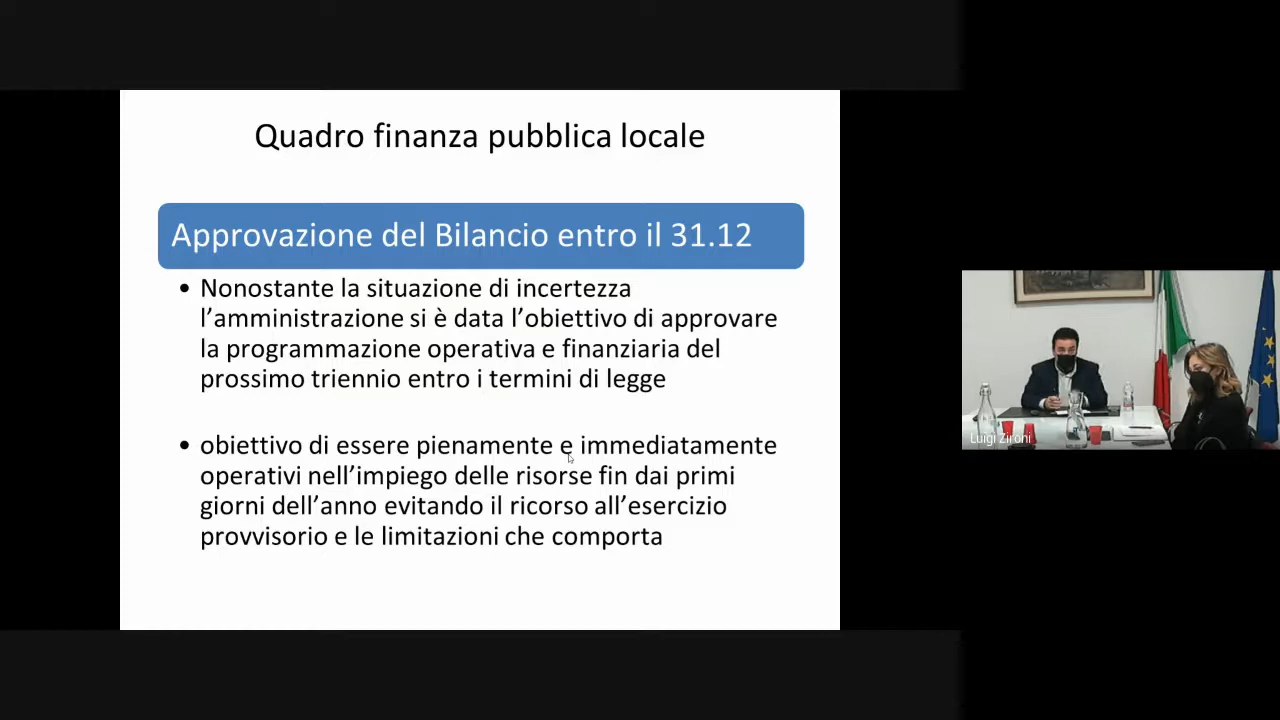 Quadro finanza pubblica locale
Approvazione del Bilancio entro il 31.12
• Nonostante la situazione di incertezza
l’amministrazione si è data l’obiettivo di approvare
la programmazione operativa e finanziaria del
prossimo triennio entro i termini di legge
• obiettivo di essere pienamente e immediatamente
operativi nell’impiego delle risorse fin dai primi
giorni dell’anno evitando il ricorso all’esercizio
provvisorio e le limitazioni che comporta
Luigi Zironi